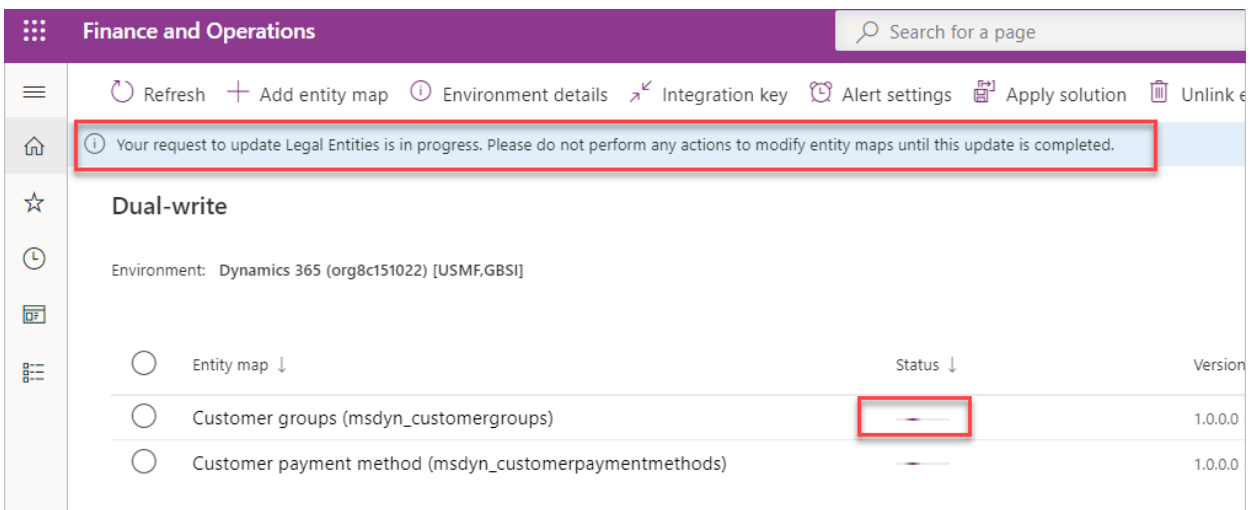 Finance and Operations
Search for a page
Refresh Add entity map Environment details Integration key Alert settings Apply solution Unlink
Your request to update Legal Entities is in progress. Please do not perform any actions to modify entity maps until this update is completed.
Dual-write
Environment: Dynamics 365 (org8c151022) [USMF,GBSI]
Entity map ↓ Status ↓ Version
Customer groups (msdyn_customergroups) 1.0.0.0
Customer payment method (msdyn_customerpaymentmethods) 1.0.0.0